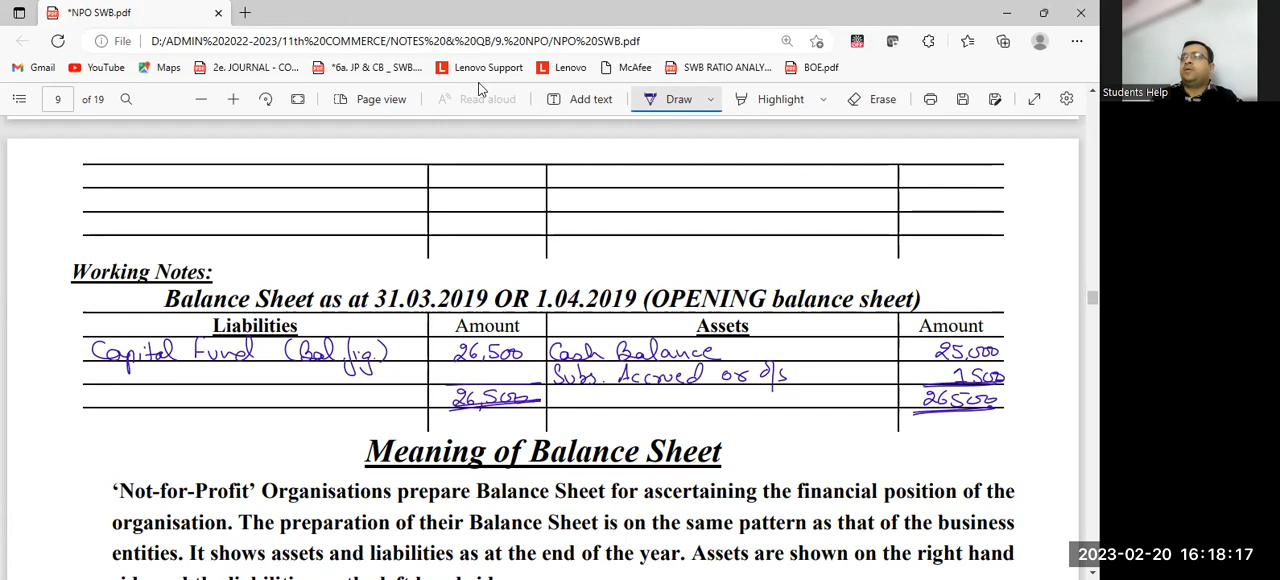 *NPO SWB.pdf
File D:/ADMIN%202022-2023/11th%20COMMERCE/NOTES%20&%20QB/9.%20NPO/NPO%20SWB.pdf
Gmail YouTube Maps 2e. JOURNAL - CO... *6a. JP & CB _ SWB.... Lenovo Support Lenovo McAfee SWB RATIO ANALY... BOE.pdf
9 of 19 Page view Read aloud Add text Draw Highlight Erase
Students Help
Working Notes:
Balance Sheet as at 31.03.2019 OR 1.04.2019 (OPENING balance sheet)
Liabilities Amount Assets Amount
Capital Fund (Bal.fig.) 26,500 Cash Balance 25,000
Subs. Accrued or o/s 1500
26,500 26500
Meaning of Balance Sheet
‘Not-for-Profit’ Organisations prepare Balance Sheet for ascertaining the financial position of the
organisation. The preparation of their Balance Sheet is on the same pattern as that of the business
entities. It shows assets and liabilities as at the end of the year. Assets are shown on the right hand
2023-02-20 16:18:17